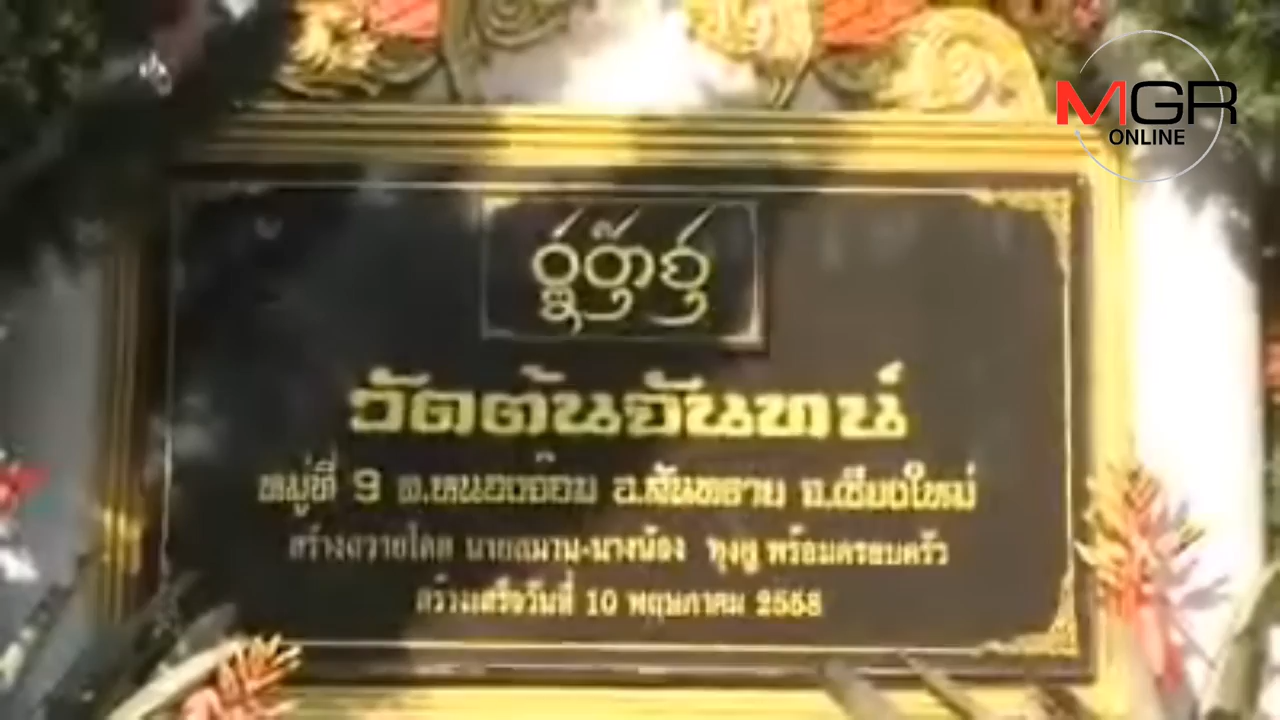 MGR
ONLINE
วัดต้นจันทน์
หมู่ที่ 9 ต.หนองจ๊อม อ.สันทราย จ.เชียงใหม่
สร้างถวายโดย นายสมาน-นางน้อง พร้อมครอบครัว
สร้างเสร็จวันที่ 10 พฤษภาคม 2558